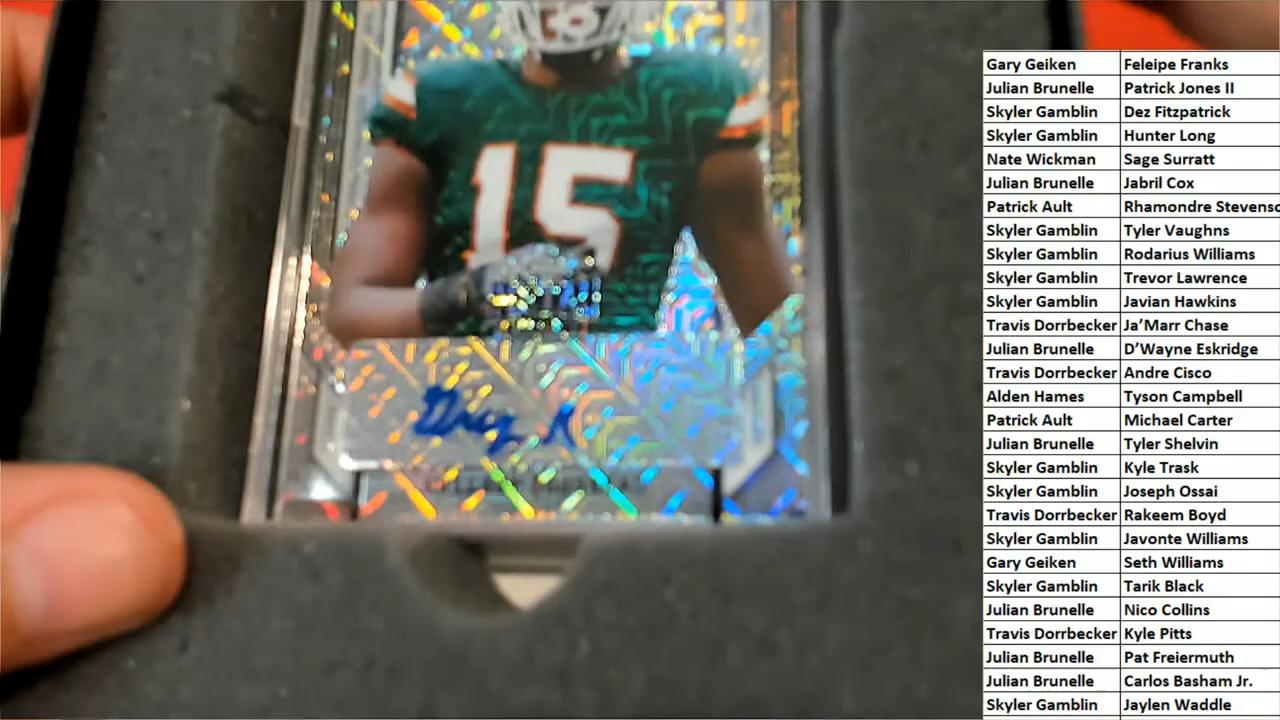 15
Greg R
Gary Geiken Feleipe Franks
Julian Brunelle Patrick Jones II
Skyler Gamblin Dez Fitzpatrick
Skyler Gamblin Hunter Long
Nate Wickman Sage Surratt
Julian Brunelle Jabril Cox
Patrick Ault Rhamondre Stevenso
Skyler Gamblin Tyler Vaughns
Skyler Gamblin Rodarius Williams
Skyler Gamblin Trevor Lawrence
Skyler Gamblin Javian Hawkins
Travis Dorrbecker Ja’Marr Chase
Julian Brunelle D’Wayne Eskridge
Travis Dorrbecker Andre Cisco
Alden Hames Tyson Campbell
Patrick Ault Michael Carter
Julian Brunelle Tyler Shelvin
Skyler Gamblin Kyle Trask
Skyler Gamblin Joseph Ossai
Travis Dorrbecker Rakeem Boyd
Skyler Gamblin Javonte Williams
Gary Geiken Seth Williams
Skyler Gamblin Tarik Black
Julian Brunelle Nico Collins
Travis Dorrbecker Kyle Pitts
Julian Brunelle Pat Freiermuth
Julian Brunelle Carlos Basham Jr.
Skyler Gamblin Jaylen Waddle